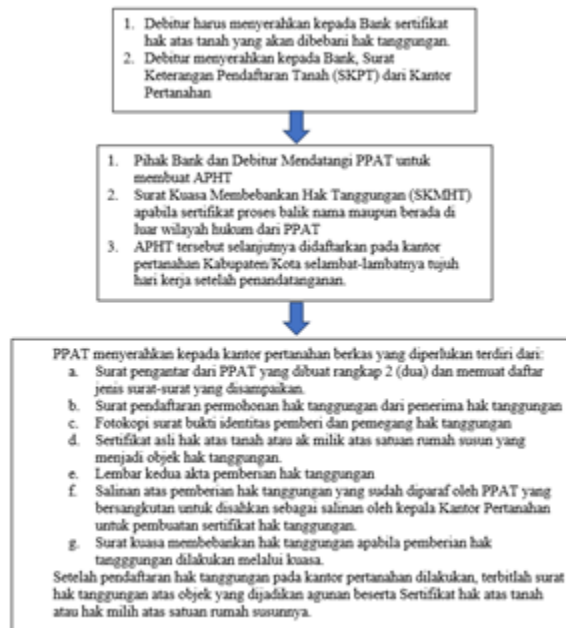 1. Debitur harus menyerahkan kepada Bank sertifikat
hak atas tanah yang akan dibebani hak tanggungan.
2. Debitur menyerahkan kepada Bank, Surat
Keterangan Pendaftaran Tanah (SKPT) dari Kantor
Pertanahan
1. Pihak Bank dan Debitur Mendatangi PPAT untuk
membuat APHT
2. Surat Kuasa Membebankan Hak Tanggungan (SKMHT)
apabila sertifikat proses balik nama maupun berada di
luar wilayah hukum dari PPAT
3. APHT tersebut selanjutnya didaftarkan pada kantor
pertanahan Kabupaten/Kota selambat-lambatnya tujuh
hari kerja setelah penandatanganan.
PPAT menyerahkan kepada kantor pertanahan berkas yang diperlukan terdiri dari:
a. Surat pengantar dari PPAT yang dibuat rangkap 2 (dua) dan memuat daftar
jenis surat-surat yang disampaikan.
b. Surat pendaftaran permohonan hak tanggungan dari penerima hak tanggungan
c. Fotokopi surat bukti identitas pemberi dan pemegang hak tanggungan
d. Sertifikat asli hak atas tanah atau ak milik atas satuan rumah susun yang
menjadi objek hak tanggungan.
e. Lembar kedua akta pemberian hak tanggungan
f. Salinan atas pemberian hak tanggungan yang sudah diparaf oleh PPAT yang
bersangkutan untuk disahkan sebagai salinan oleh kepala Kantor Pertanahan
untuk pembuatan sertifikat hak tanggungan.
g. Surat kuasa membebankan hak tanggungan apabila pemberian hak
tangggungan dilakukan melalui kuasa.
Setelah pendaftaran hak tanggungan pada kantor pertanahan dilakukan, terbitlah surat
hak tanggungan atas objek yang dijadikan agunan beserta Sertifikat hak atas tanah
atau hak milih atas satuan rumah susunnya.